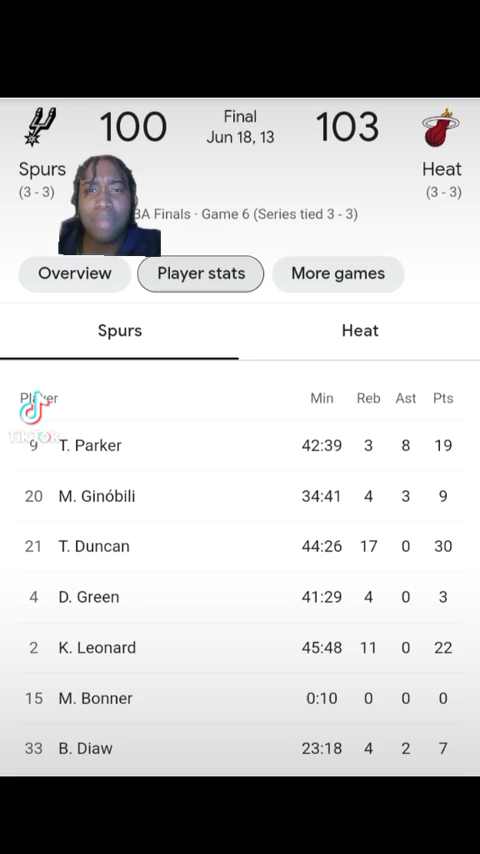 100 Final 103
Jun 18, 13
Spurs Heat
(3 - 3) (3 - 3)
BA Finals · Game 6 (Series tied 3 - 3)
Overview Player stats More games
Spurs Heat
Player Min Reb Ast Pts
TikTok
9 T. Parker 42:39 3 8 19
20 M. Ginóbili 34:41 4 3 9
21 T. Duncan 44:26 17 0 30
4 D. Green 41:29 4 0 3
2 K. Leonard 45:48 11 0 22
15 M. Bonner 0:10 0 0 0
33 B. Diaw 23:18 4 2 7